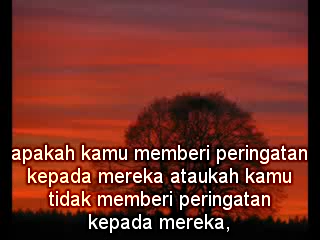 apakah kamu memberi peringatan
kepada mereka ataukah kamu
tidak memberi peringatan
kepada mereka,